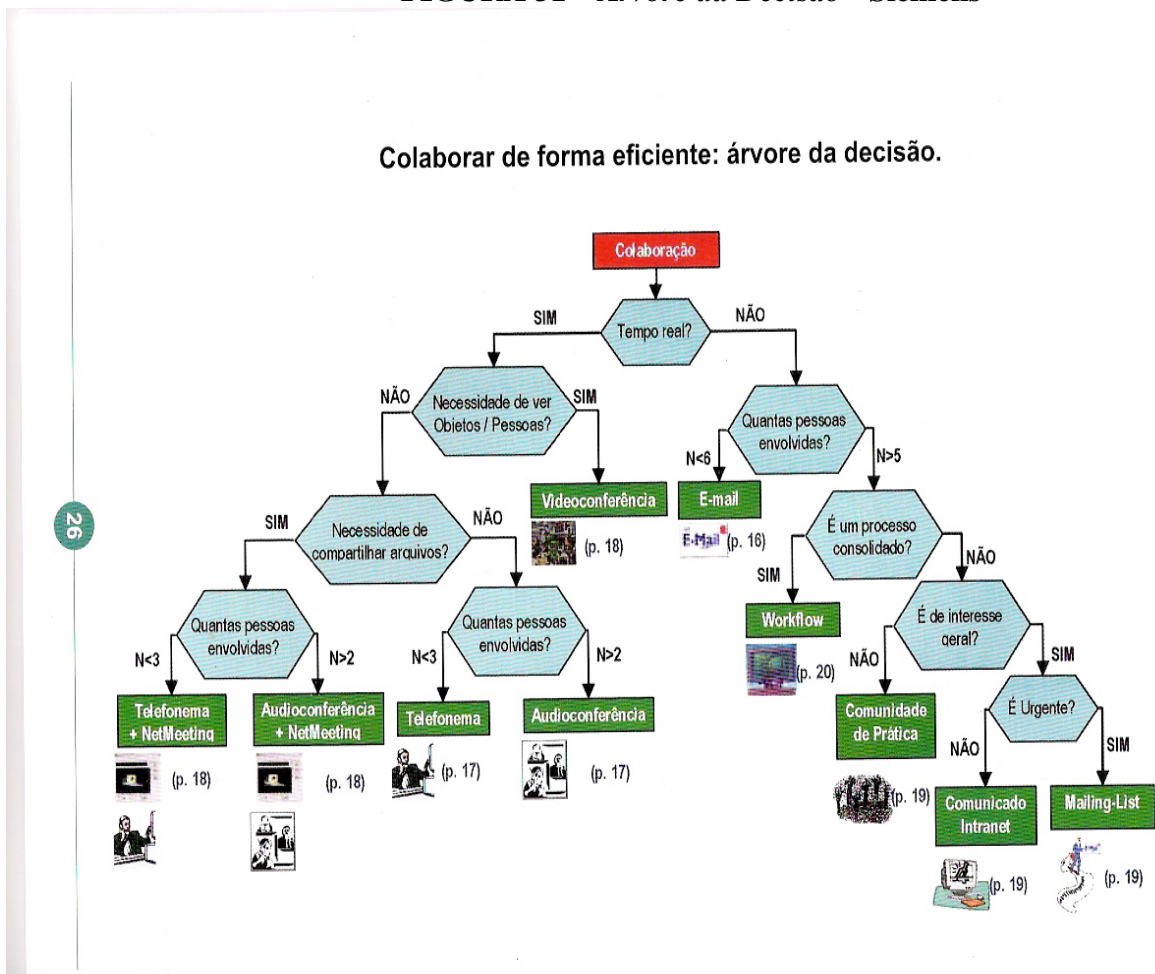 Colaborar de forma eficiente: árvore da decisão.
Colaboração
SIM
Tempo real?
NÃO
NÃO
Necessidade de ver
Objetos / Pessoas?
SIM
Quantas pessoas
envolvidas?
N<6
N>5
Videoconferência
(p. 18)
E-mail
E-Mail
(p. 16)
26
SIM
Necessidade de
compartilhar arquivos?
NÃO
É um processo
consolidado?
SIM
NÃO
Quantas pessoas
envolvidas?
N<3
N>2
Quantas pessoas
envolvidas?
N<3
N>2
Workflow
(p. 20)
É de interesse
geral?
NÃO
SIM
Telefonema
+ NetMeeting
(p. 18)
Audioconferência
+ NetMeeting
(p. 18)
Telefonema
(p. 17)
Audioconferência
(p. 17)
Comunidade
de Prática
(p. 19)
É Urgente?
NÃO
SIM
Comunicado
Intranet
(p. 19)
Mailing-List
(p. 19)